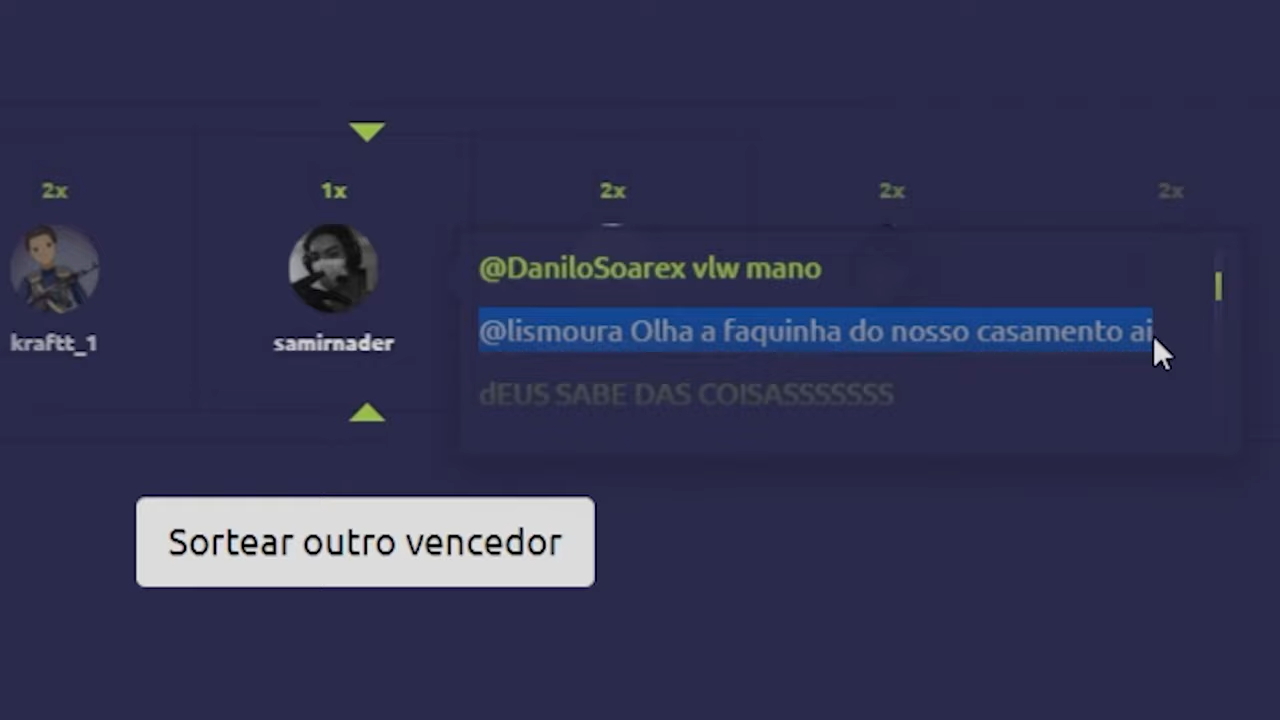 2x 1x 2x 2x 2x
kraftt_1 samirnader
@DaniloSoarex vlw mano
@lismoura Olha a faquinha do nosso casamento ai
dEUS SABE DAS COISASSSSSSS
Sortear outro vencedor